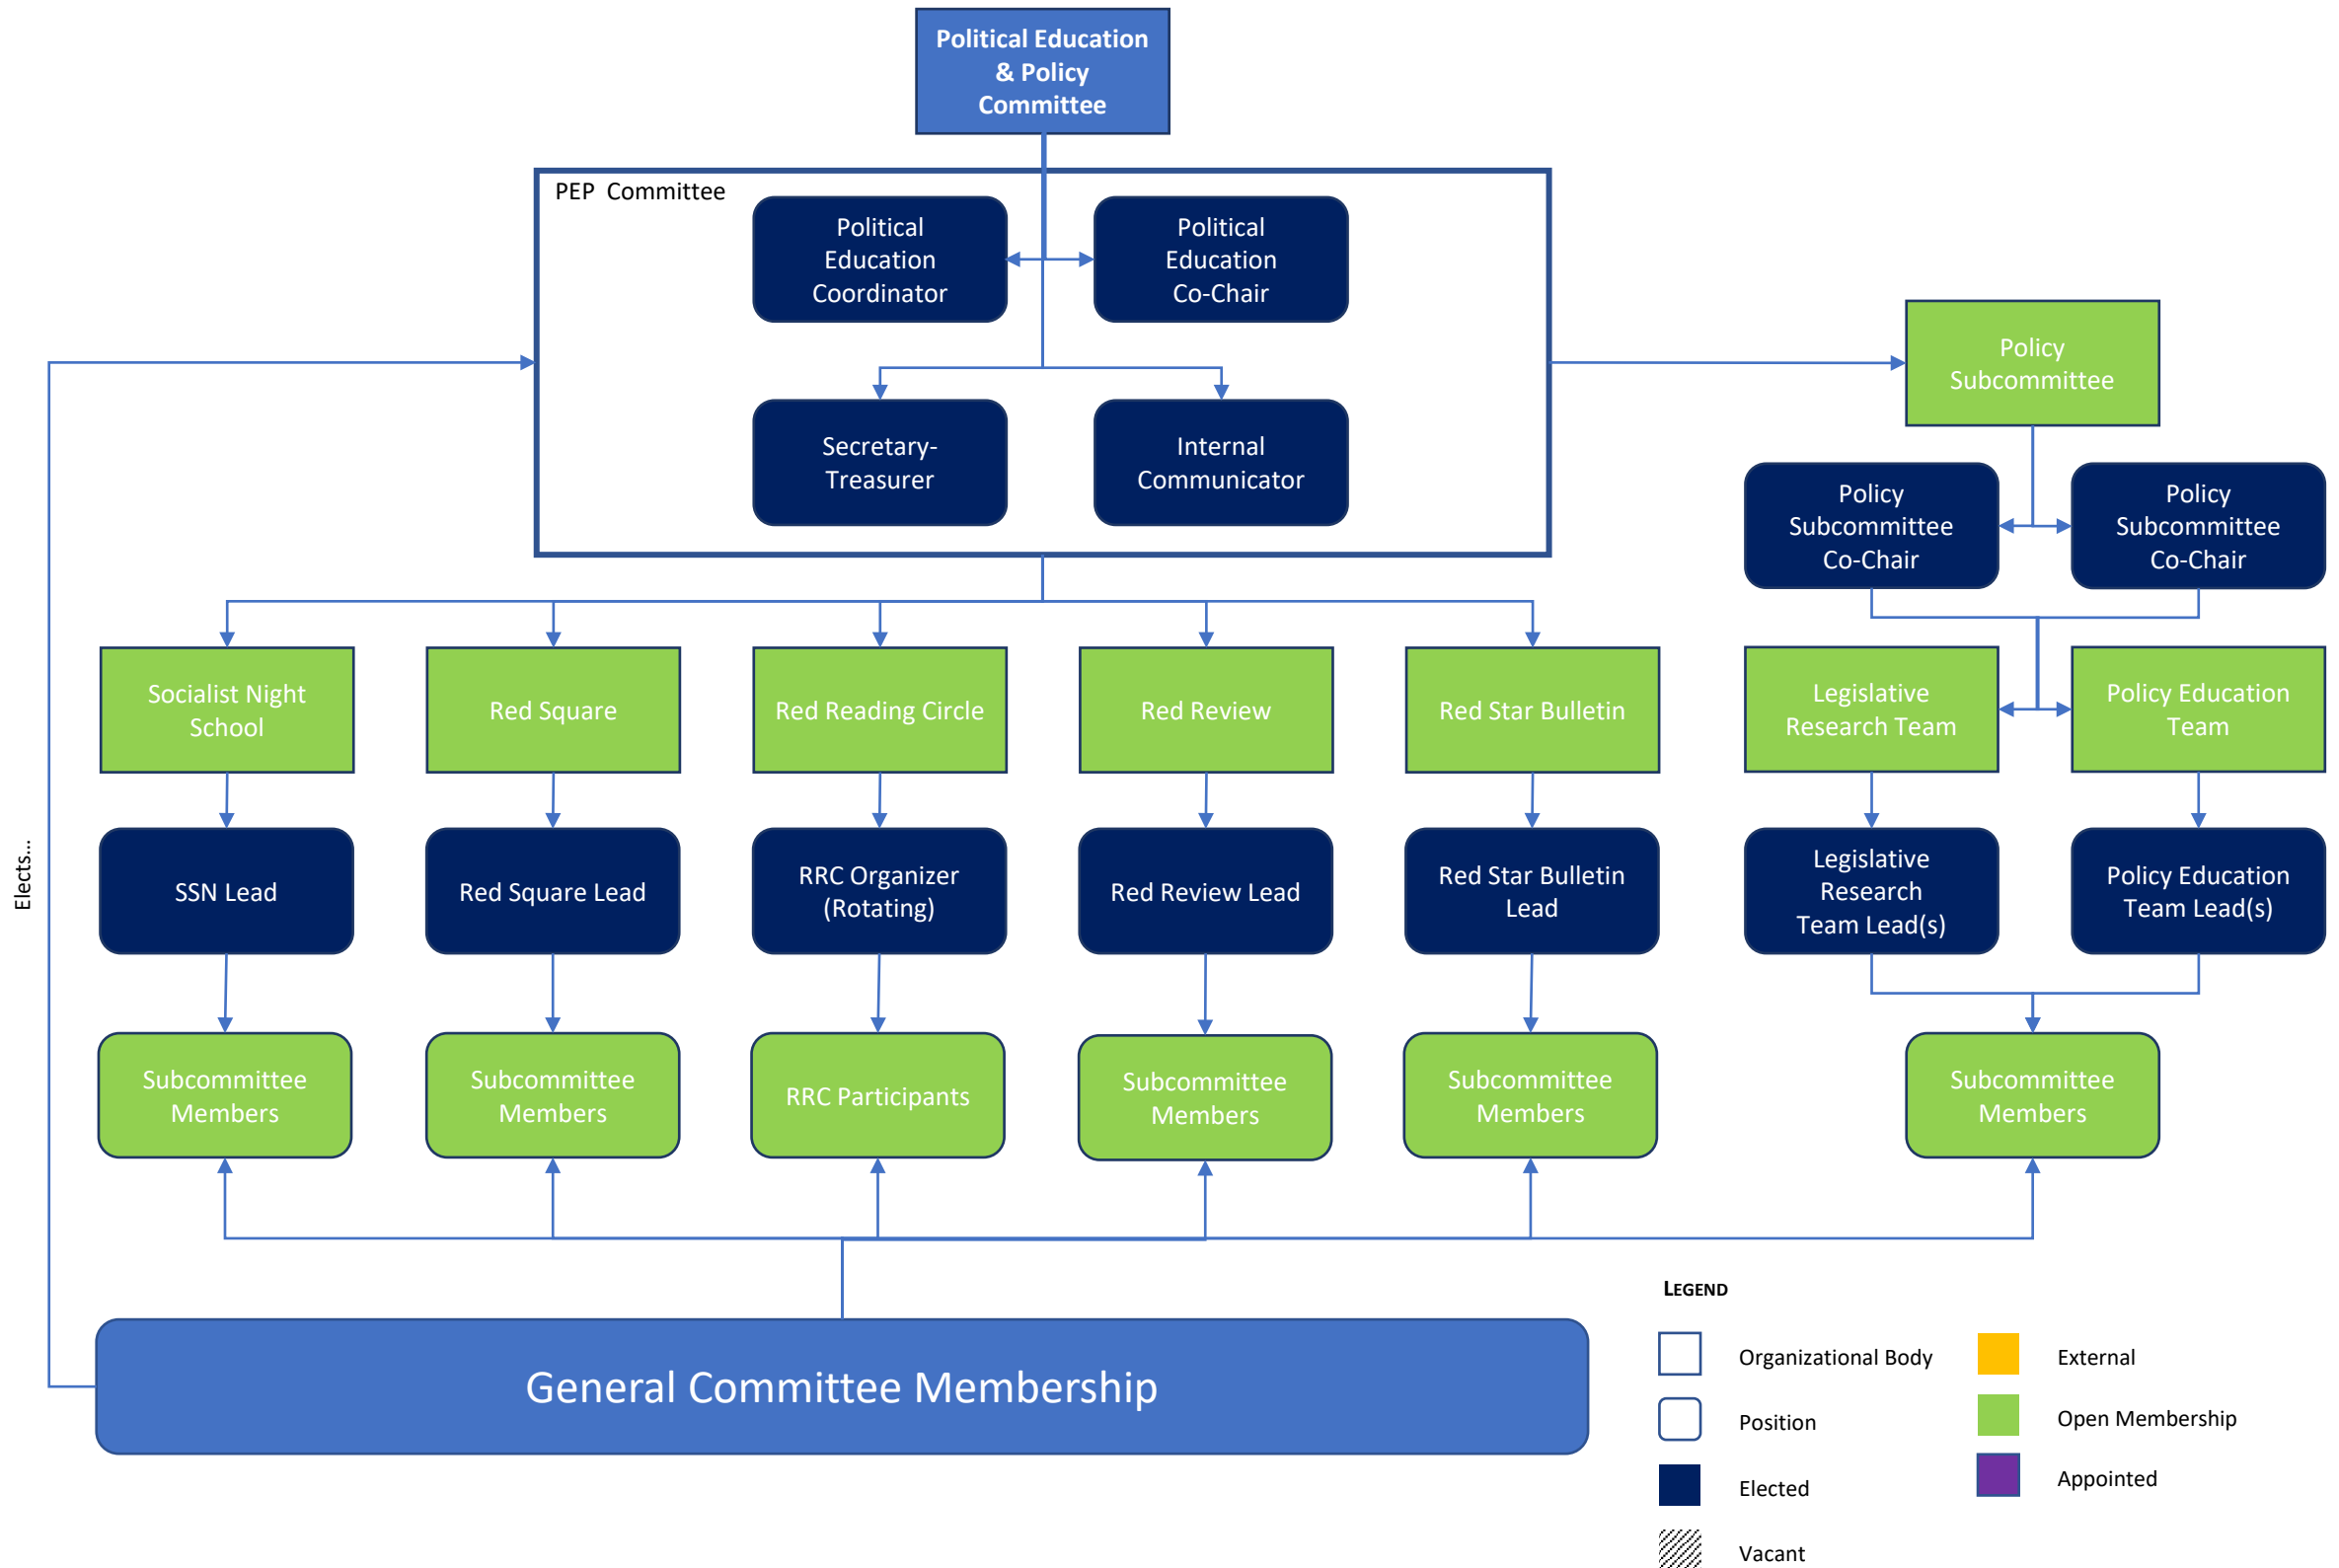 Political Education
& Policy
Committee
PEP Committee
Political
Education
Coordinator
Political
Education
Co-Chair
Secretary-
Treasurer
Internal
Communicator
Policy
Subcommittee
Policy
Subcommittee
Co-Chair
Policy
Subcommittee
Co-Chair
Socialist Night
School
Red Square
Red Reading Circle
Red Review
Red Star Bulletin
Legislative
Research Team
Policy Education
Team
SSN Lead
Red Square Lead
RRC Organizer
(Rotating)
Red Review Lead
Red Star Bulletin
Lead
Legislative
Research
Team Lead(s)
Policy Education
Team Lead(s)
Elects...
Subcommittee
Members
Subcommittee
Members
RRC Participants
Subcommittee
Members
Subcommittee
Members
Subcommittee
Members
General Committee Membership
LEGEND
Organizational Body
Position
Elected
Vacant
External
Open Membership
Appointed